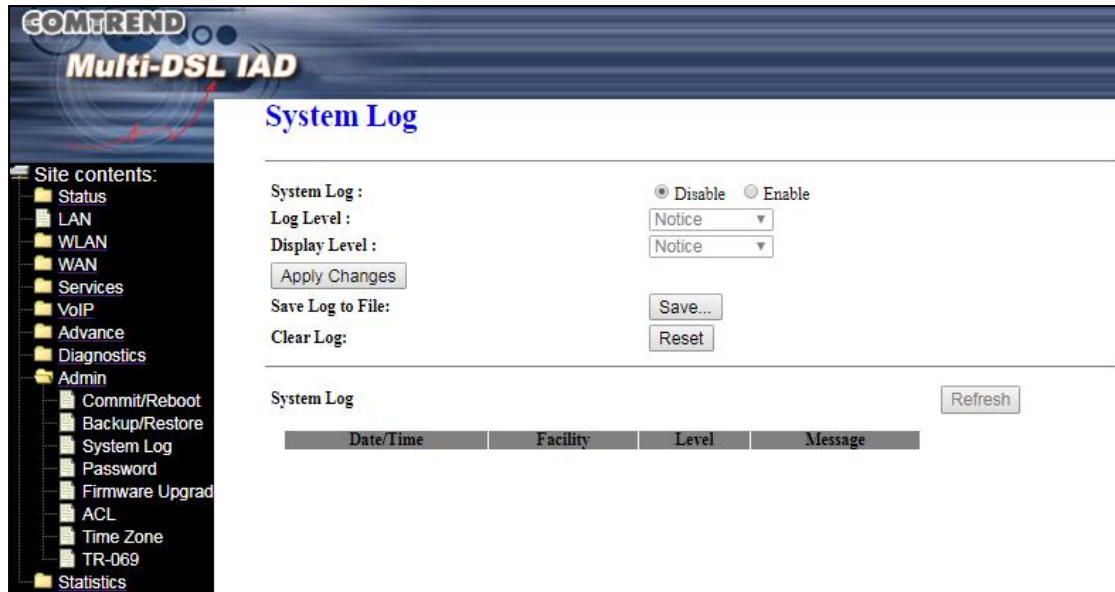 COMTREND
Multi-DSL IAD
Site contents:
Status
LAN
WLAN
WAN
Services
VoIP
Advance
Diagnostics
Admin
Commit/Reboot
Backup/Restore
System Log
Password
Firmware Upgrad
ACL
Time Zone
TR-069
Statistics
System Log
System Log : Disable Enable
Log Level : Notice
Display Level : Notice
Apply Changes
Save Log to File: Save...
Clear Log: Reset
System Log Refresh
Date/Time Facility Level Message